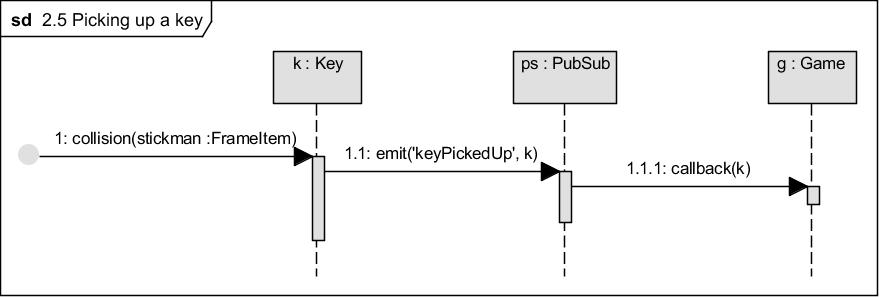 sd 2.5 Picking up a key
k : Key
ps : PubSub
g : Game
1: collision(stickman :FrameItem)
1.1: emit('keyPickedUp', k)
1.1.1: callback(k)